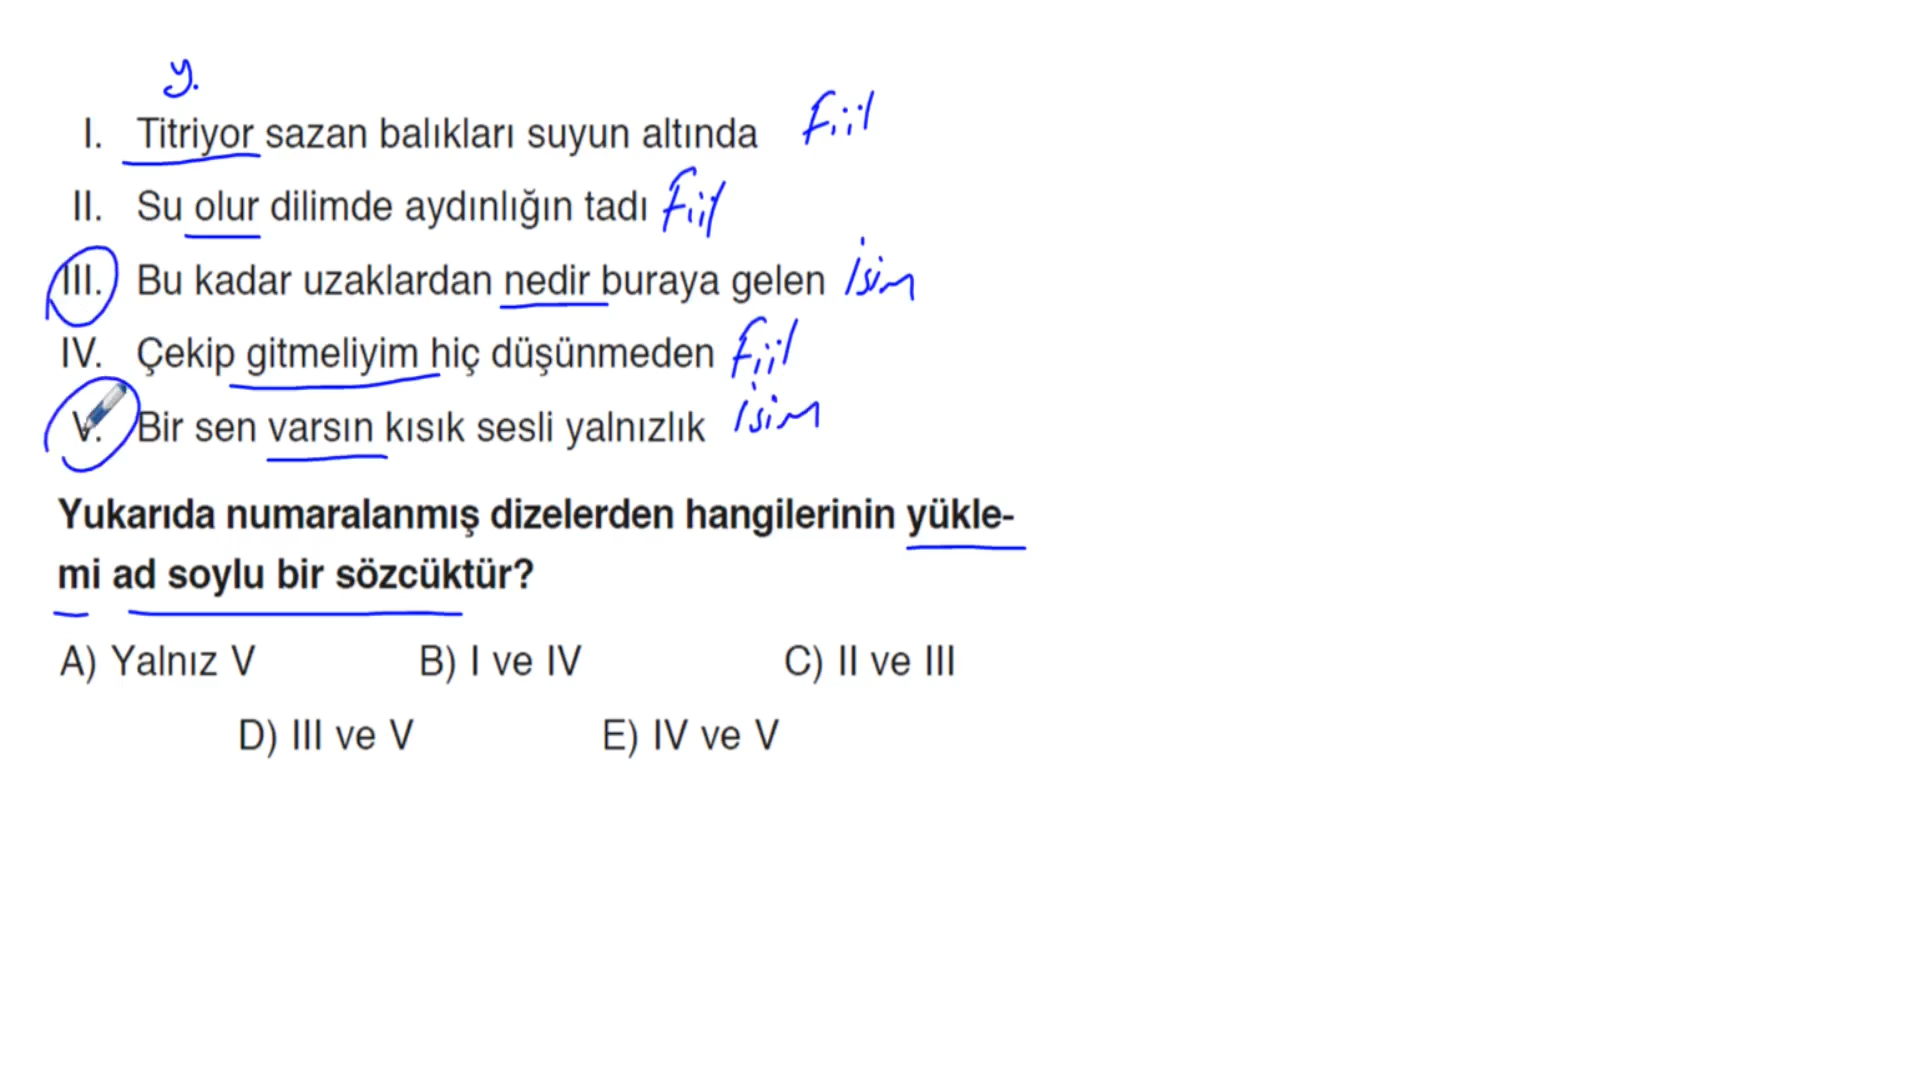 y.
I. Titriyor sazan balıkları suyun altında Fiil
II. Su olur dilimde aydınlığın tadı Fiil
III. Bu kadar uzaklardan nedir buraya gelen İsim
IV. Çekip gitmeliyim hiç düşünmeden Fiil
V. Bir sen varsın kısık sesli yalnızlık İsim
Yukarıda numaralanmış dizelerden hangilerinin yükle-
mi ad soylu bir sözcüktür?
A) Yalnız V B) I ve IV C) II ve III
D) III ve V E) IV ve V